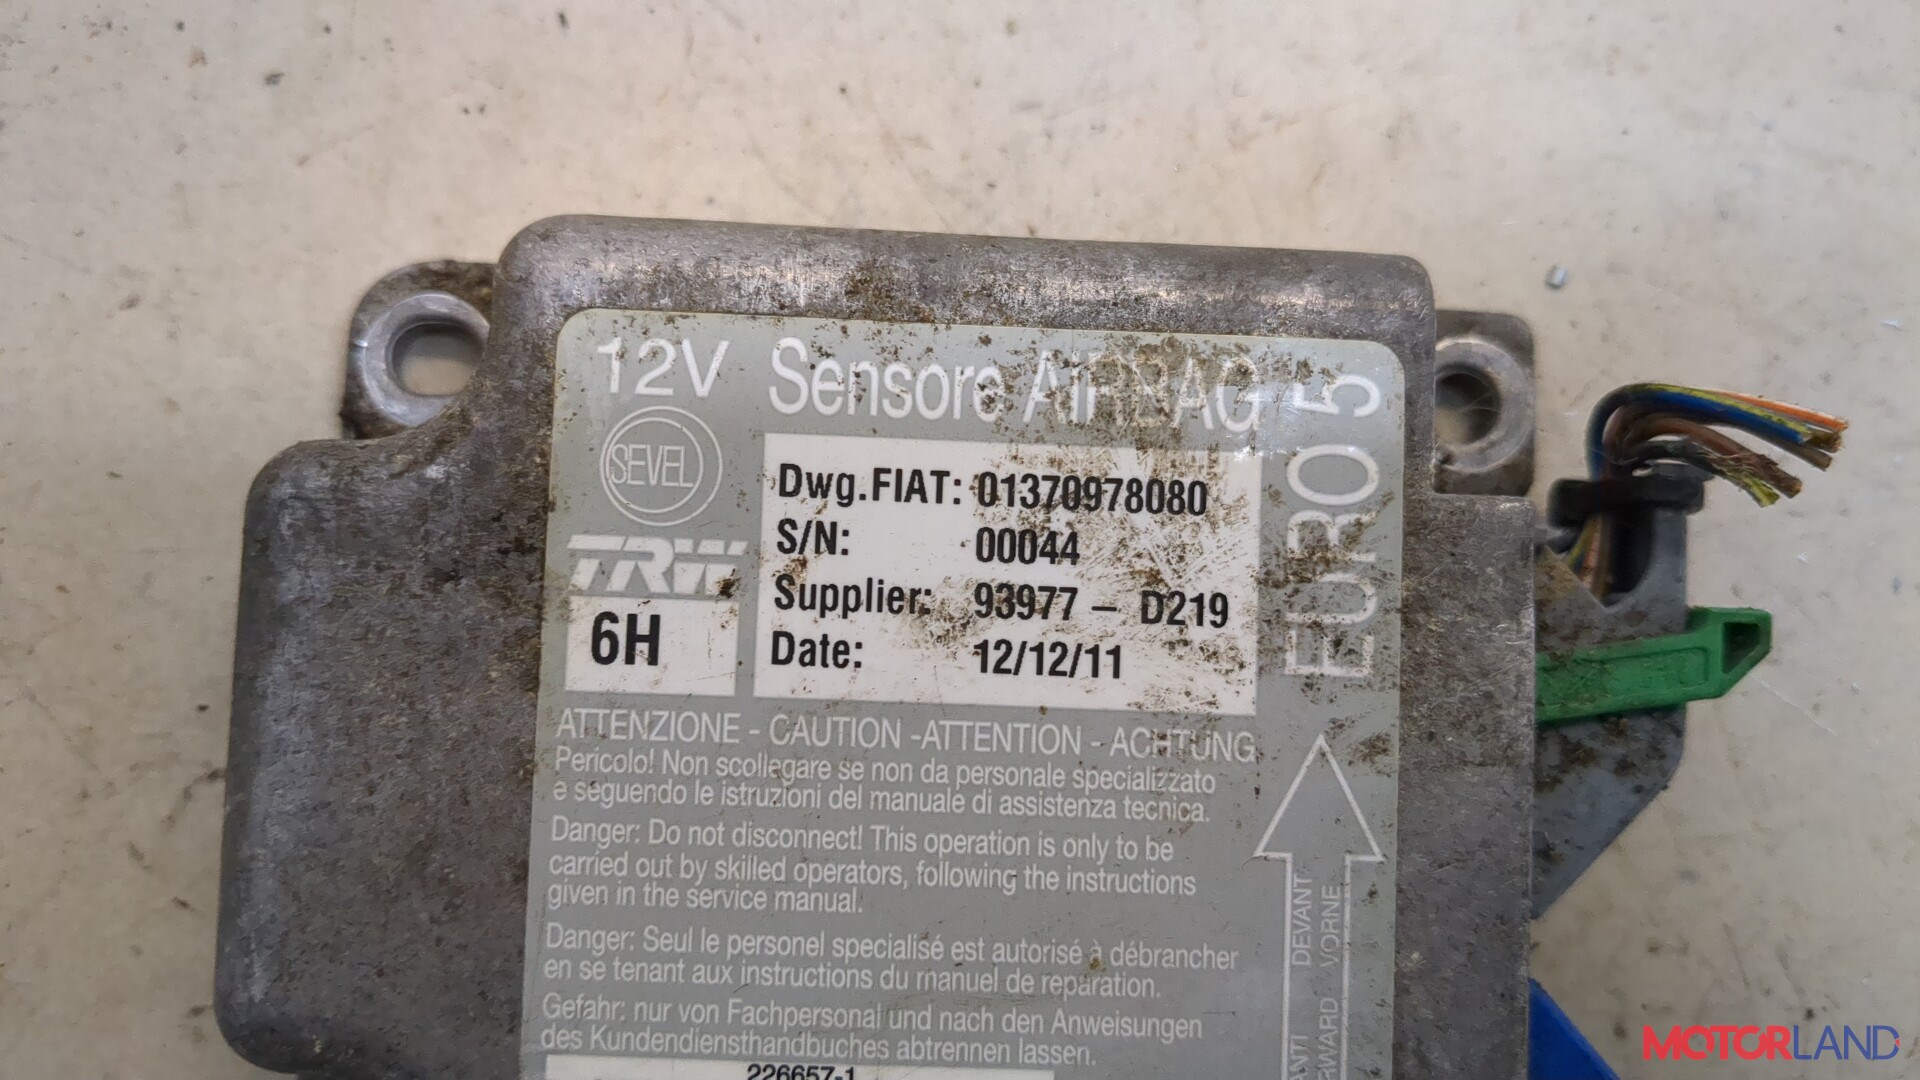 12V Sensore AIRBAG
EURO 5
SEVEL
TRW
6H
Dwg.FIAT: 01370978080
S/N: 00044
Supplier: 93977 – D219
Date: 12/12/11
ATTENZIONE - CAUTION -ATTENTION - ACHTUNG
Pericolo! Non scollegare se non da personale specializzato
e seguendo le istruzioni del manuale di assistenza tecnica.
Danger: Do not disconnect! This operation is only to be
carried out by skilled operators, following the instructions
given in the service manual.
Danger: Seul le personel specialisé est autorisé à débrancher
en se tenant aux instructions du manuel de reparation.
Gefahr: nur von Fachpersonal und nach den Anweisungen
des Kundendiensthandbuches abtrennen lassen.
226657-1
DEVANT
VORNE
MOTORLAND